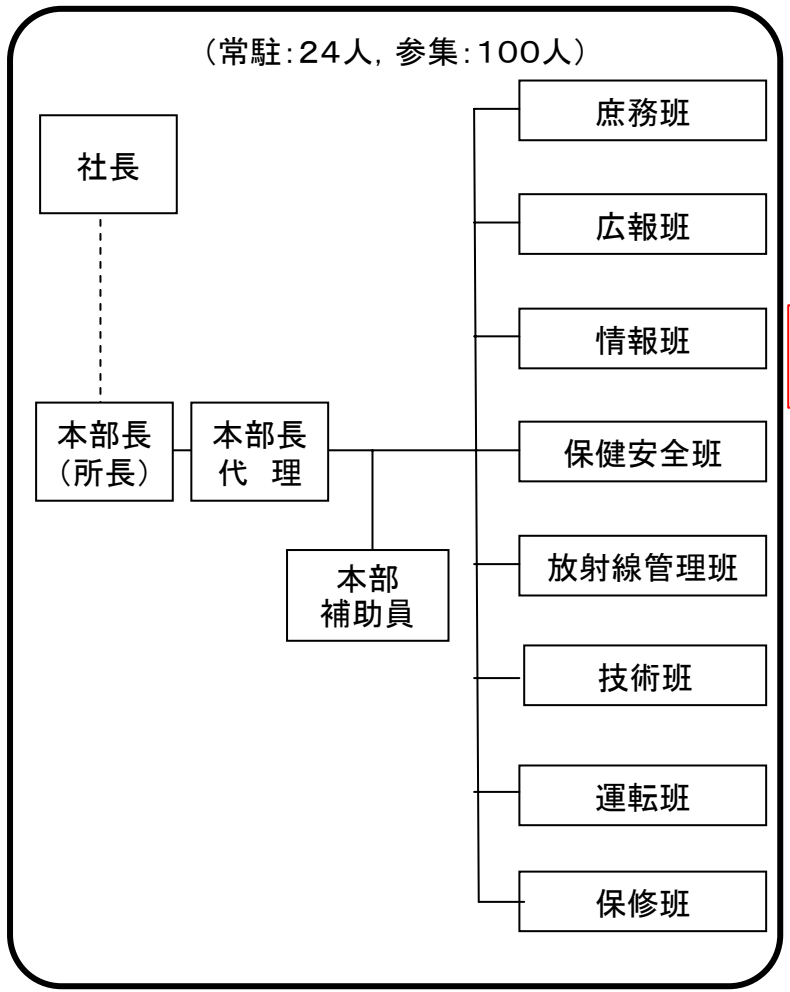 （常駐：２４人，参集：１００人）
社長
本部長
（所長）
本部長
代　理
本部
補助員
庶務班
広報班
情報班
保健安全班
放射線管理班
技術班
運転班
保修班